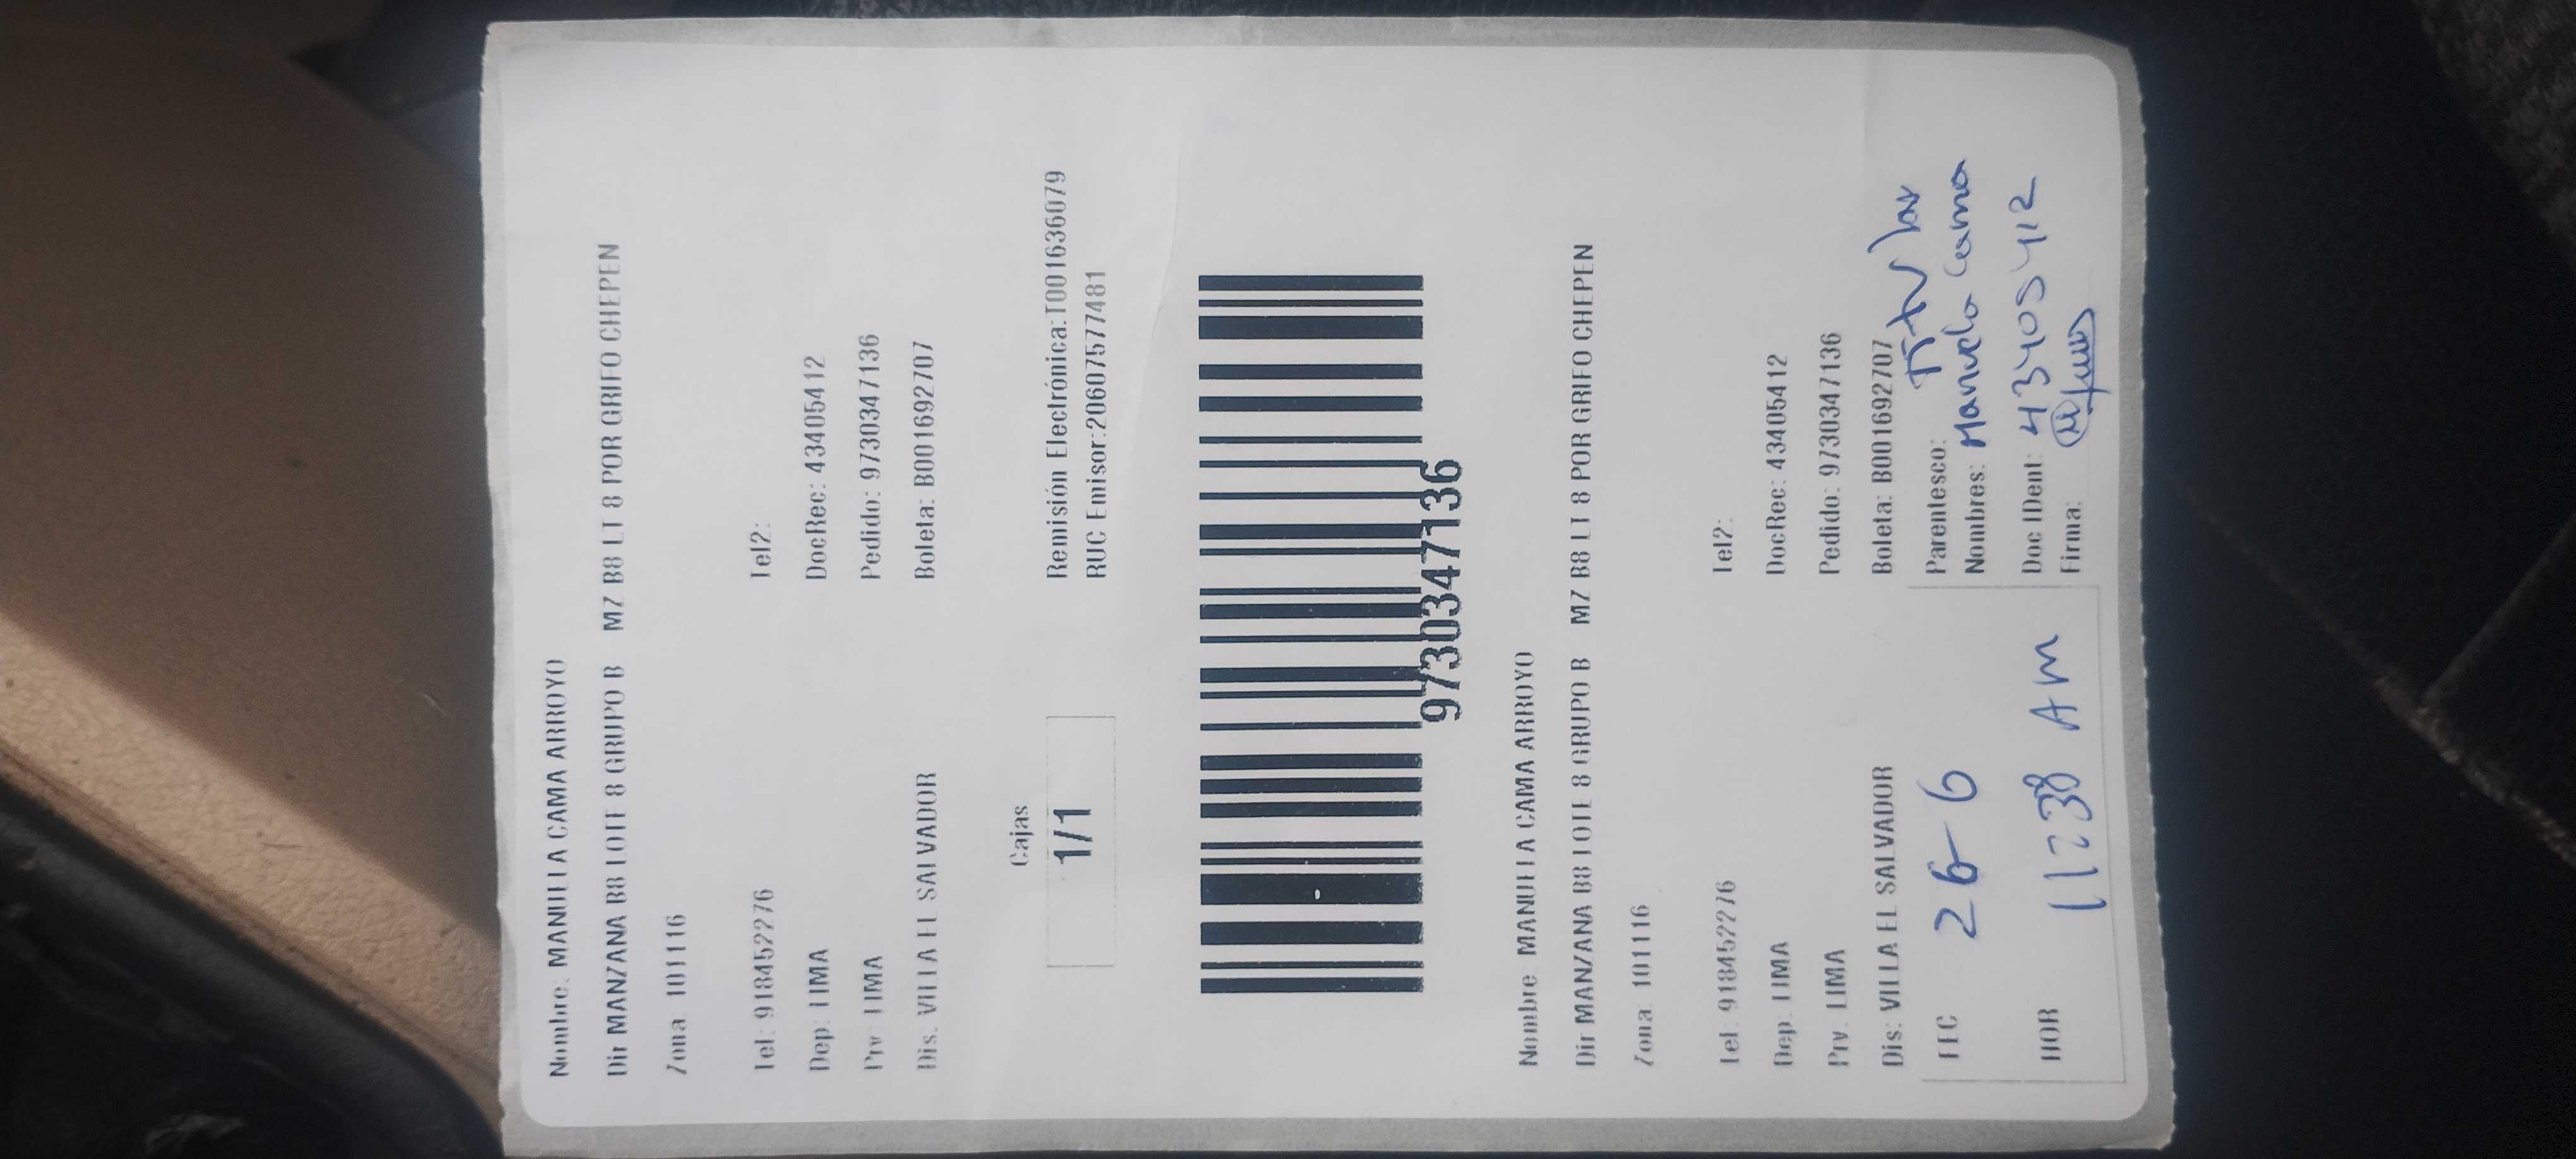 Nombre: MANUELA CAMA ARROYO
Dir MANZANA B8 LOTE 8 GRUPO B MZ B8 LT 8 POR GRIFO CHEPEN
Zona: 101116
Tel: 918452276 Tel2:
Dep: LIMA DocRec: 43405412
Prv: LIMA Pedido: 9730347136
Dis. VILLA EL SALVADOR Boleta: B001692707
Cajas
1/1
Remisión Electrónica:T001636079
RUC Emisor:20607577481
9730347136
Nombre MANUELA CAMA ARROYO
Dir MANZANA B8 LOTE 8 GRUPO B MZ B8 LT 8 POR GRIFO CHEPEN
Zona: 101116
Tel. 918452276 Tel2:
Dep. LIMA DocRec: 43405412
Prv. LIMA Pedido: 9730347136
Dis: VILLA EL SALVADOR Boleta: B001692707
FEC 26-6
HOR 11:38 AM
Parentesco: Titular
Nombres: Manuela Cama
Doc IDent: 43405412
Firma: